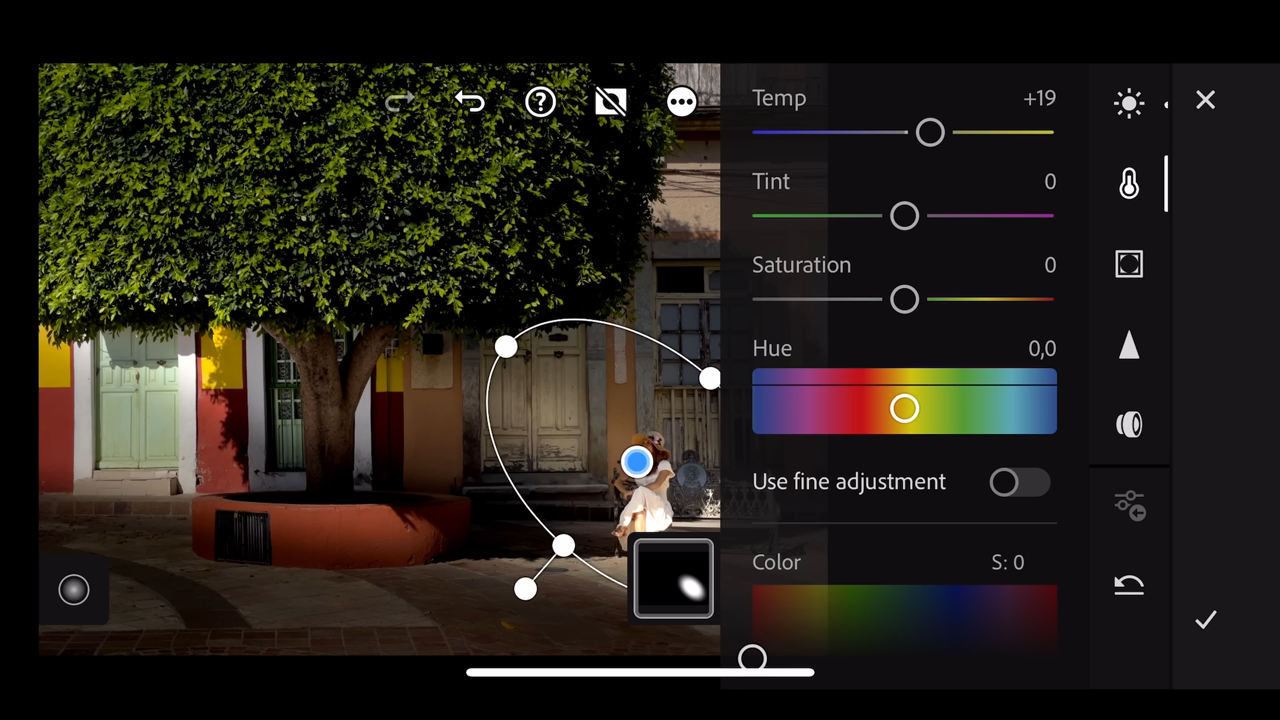 Temp +19
Tint 0
Saturation 0
Hue 0,0
Use fine adjustment
Color S: 0